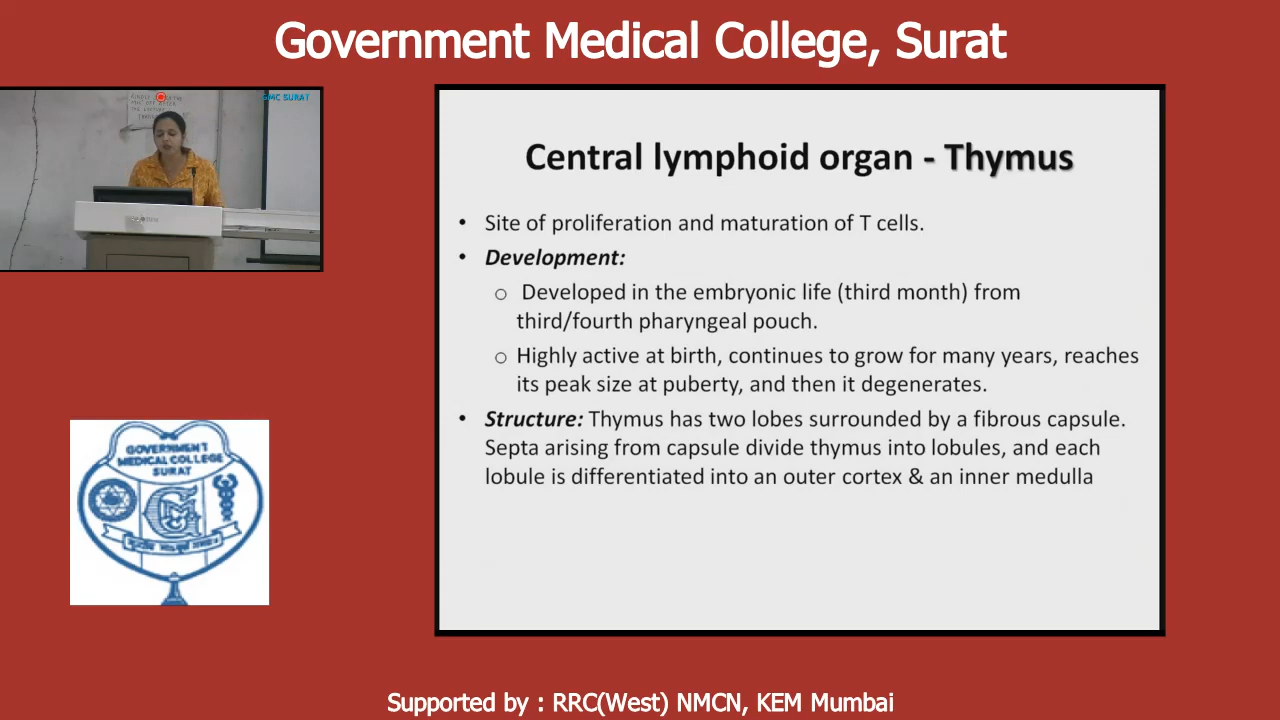 Government Medical College, Surat
GMC SURAT
Central lymphoid organ - Thymus
• Site of proliferation and maturation of T cells.
• Development:
o Developed in the embryonic life (third month) from
third/fourth pharyngeal pouch.
o Highly active at birth, continues to grow for many years, reaches
its peak size at puberty, and then it degenerates.
• Structure: Thymus has two lobes surrounded by a fibrous capsule.
Septa arising from capsule divide thymus into lobules, and each
lobule is differentiated into an outer cortex & an inner medulla
GOVERNMENT
MEDICAL COLLEGE
SURAT
Supported by : RRC(West) NMCN, KEM Mumbai